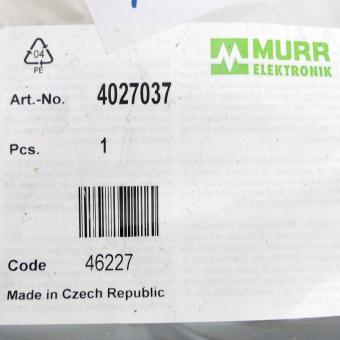 04
PE
MURR
ELEKTRONIK
Art.-No. 4027037
Pcs. 1
Code 46227
Made in Czech Republic